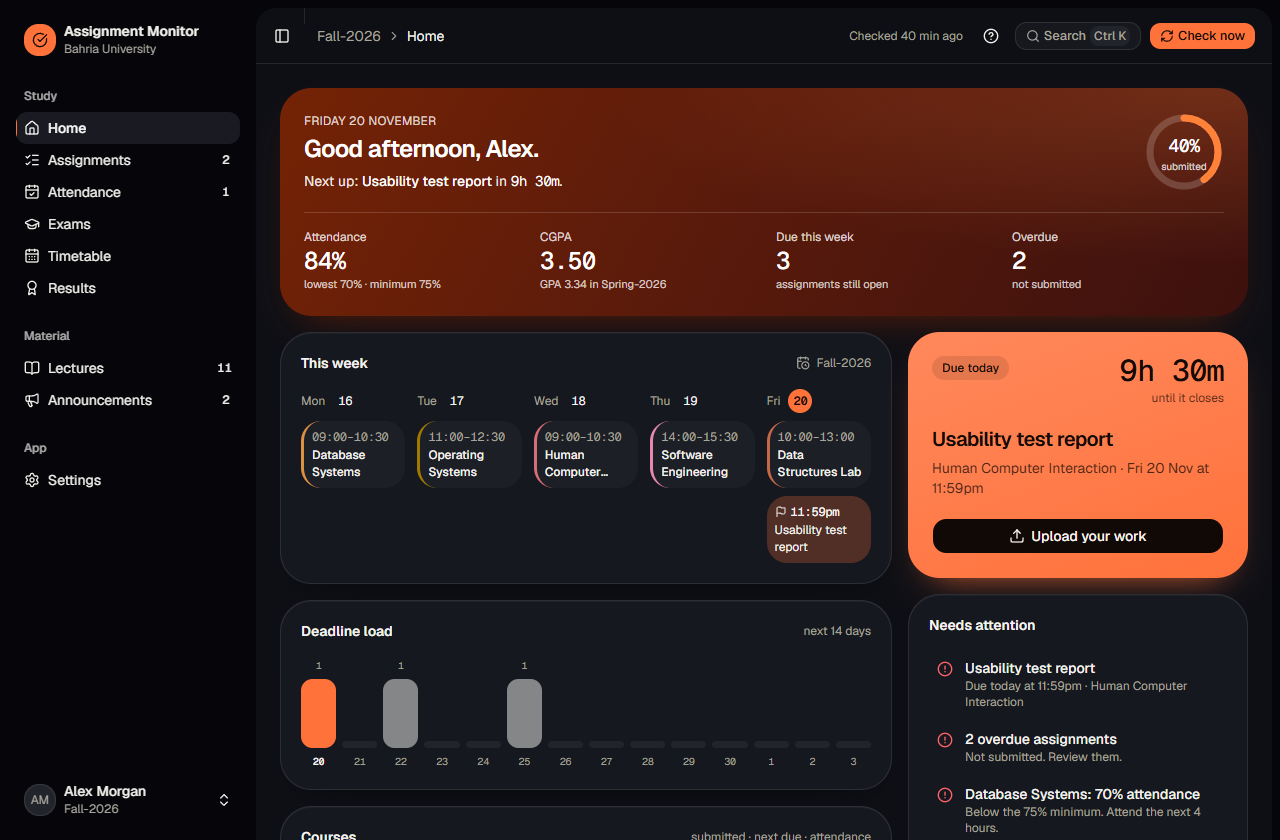 Assignment Monitor
Bahria University
Study
Home
Assignments 2
Attendance 1
Exams
Timetable
Results
Material
Lectures 11
Announcements 2
App
Settings
AM
Alex Morgan
Fall-2026
Fall-2026 > Home
Checked 40 min ago
Search Ctrl K
Check now
FRIDAY 20 NOVEMBER
Good afternoon, Alex.
Next up: Usability test report in 9h 30m.
40%
submitted
Attendance
84%
lowest 70% · minimum 75%
CGPA
3.50
GPA 3.34 in Spring-2026
Due this week
3
assignments still open
Overdue
2
not submitted
This week
Fall-2026
Mon 16
Tue 17
Wed 18
Thu 19
Fri 20
09:00–10:30
Database
Systems
11:00–12:30
Operating
Systems
09:00–10:30
Human
Computer…
14:00–15:30
Software
Engineering
10:00–13:00
Data
Structures Lab
11:59pm
Usability test
report
Due today
9h 30m
until it closes
Usability test report
Human Computer Interaction · Fri 20 Nov at
11:59pm
Upload your work
Deadline load
next 14 days
1 1 1
20 21 22 23 24 25 26 27 28 29 30 1 2 3
Needs attention
Usability test report
Due today at 11:59pm · Human Computer
Interaction
2 overdue assignments
Not submitted. Review them.
Database Systems: 70% attendance
Below the 75% minimum. Attend the next 4
hours.
Courses
submitted · next due · attendance